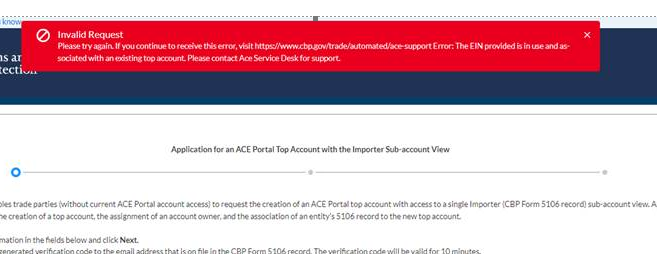 know
Invalid Request
Please try again. If you continue to receive this error, visit https://www.cbp.gov/trade/automated/ace-support Error: The EIN provided is in use and as-
sociated with an existing top account. Please contact Ace Service Desk for support.
ns ar
tection
Application for an ACE Portal Top Account with the Importer Sub-account View
bles trade parties (without current ACE Portal account access) to request the creation of an ACE Portal top account with access to a single Importer (CBP Form 5106 record) sub-account view. A
he creation of a top account, the assignment of an account owner, and the association of an entity's 5106 record to the new top account.
mation in the fields below and click Next.
generated verification code to the email address that is on file in the CBP Form 5106 record. The verification code will be valid for 10 minutes.